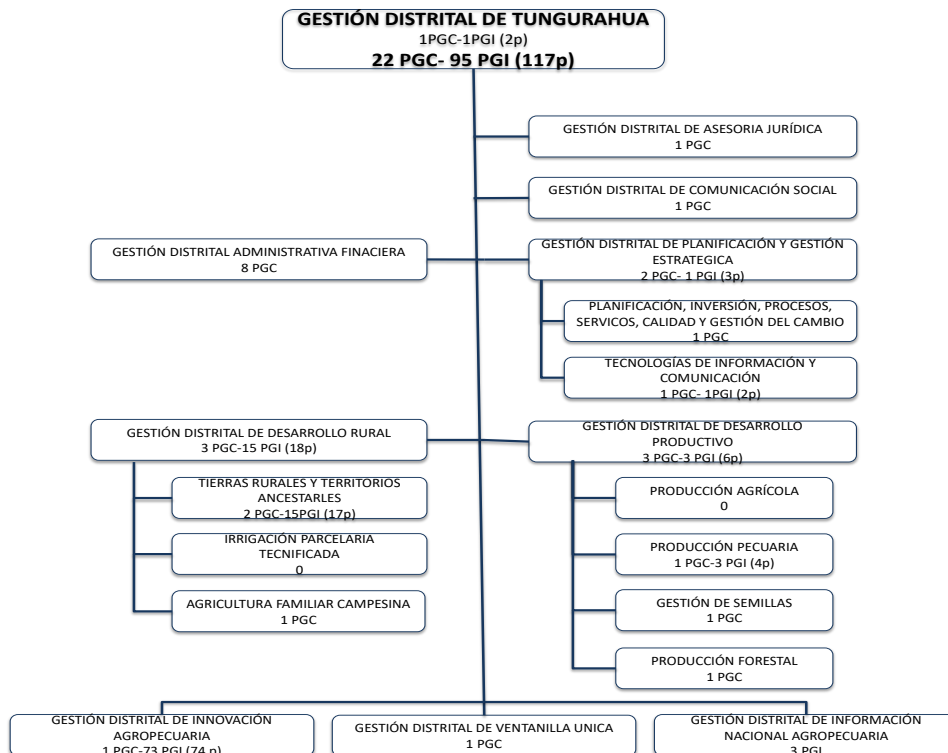 GESTIÓN DISTRITAL DE TUNGURAHUA
1PGC-1PGI (2p)
22 PGC- 95 PGI (117p)
GESTIÓN DISTRITAL DE ASESORIA JURÍDICA
1 PGC
GESTIÓN DISTRITAL DE COMUNICACIÓN SOCIAL
1 PGC
GESTIÓN DISTRITAL ADMINISTRATIVA FINACIERA
8 PGC
GESTIÓN DISTRITAL DE PLANIFICACIÓN Y GESTIÓN
ESTRATEGICA
2 PGC- 1 PGI (3p)
PLANIFICACIÓN, INVERSIÓN, PROCESOS,
SERVICOS, CALIDAD Y GESTIÓN DEL CAMBIO
1 PGC
TECNOLOGÍAS DE INFORMACIÓN Y
COMUNICACIÓN
1 PGC- 1PGI (2p)
GESTIÓN DISTRITAL DE DESARROLLO RURAL
3 PGC-15 PGI (18p)
TIERRAS RURALES Y TERRITORIOS
ANCESTARLES
2 PGC-15PGI (17p)
IRRIGACIÓN PARCELARIA
TECNIFICADA
0
AGRICULTURA FAMILIAR CAMPESINA
1 PGC
GESTIÓN DISTRITAL DE DESARROLLO
PRODUCTIVO
3 PGC-3 PGI (6p)
PRODUCCIÓN AGRÍCOLA
0
PRODUCCIÓN PECUARIA
1 PGC-3 PGI (4p)
GESTIÓN DE SEMILLAS
1 PGC
PRODUCCIÓN FORESTAL
1 PGC
GESTIÓN DISTRITAL DE INNOVACIÓN
AGROPECUARIA
1 PGC-73 PGI (74 p)
GESTIÓN DISTRITAL DE VENTANILLA UNICA
1 PGC
GESTIÓN DISTRITAL DE INFORMACIÓN
NACIONAL AGROPECUARIA
3 PGI